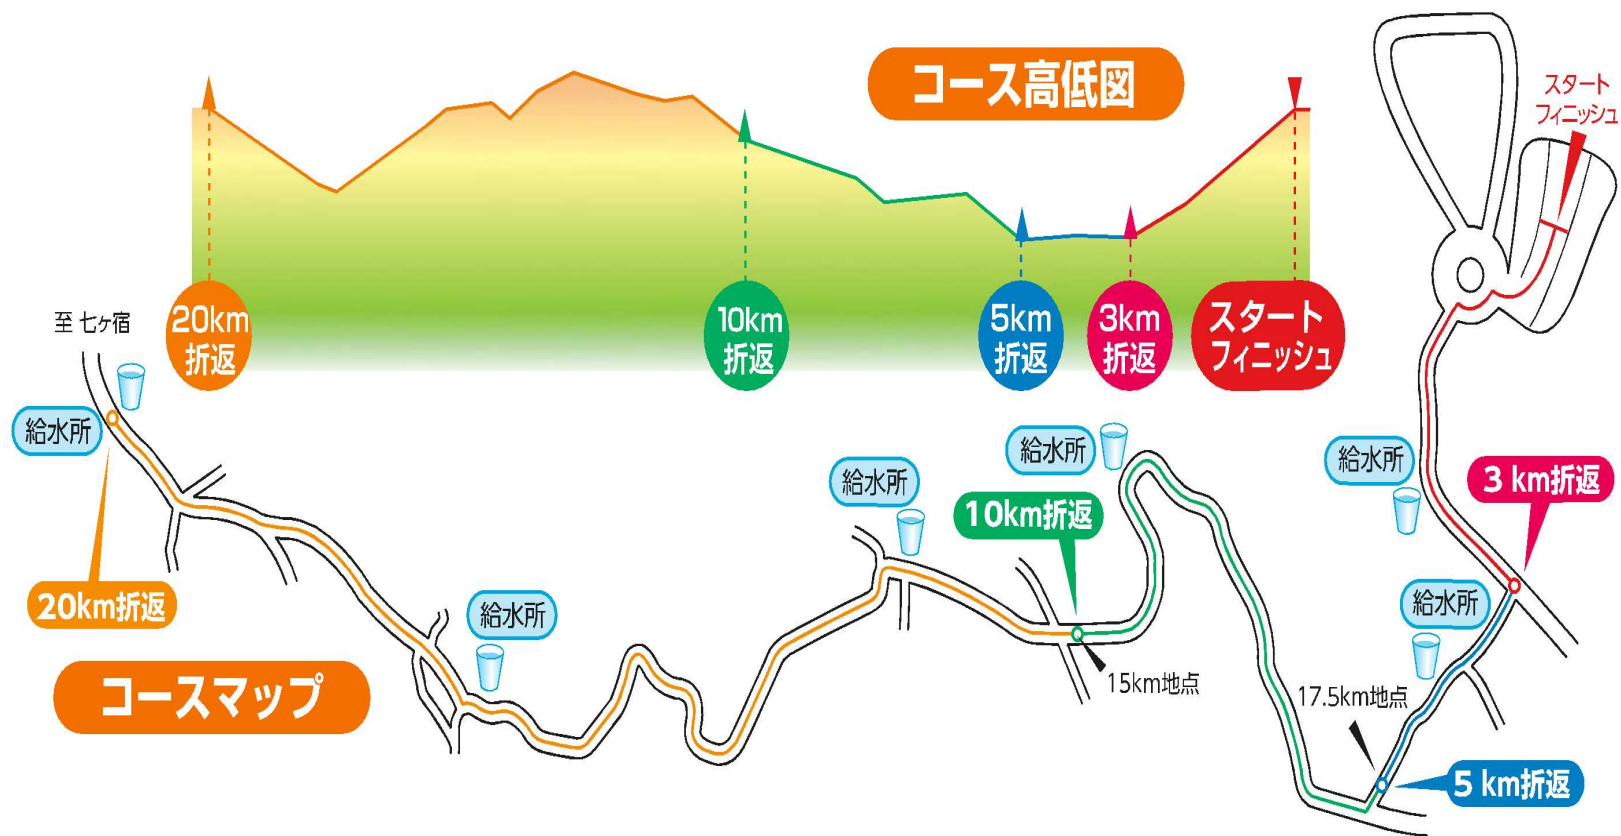 コース高低図
スタート
フィニッシュ
20km
折返
10km
折返
5km
折返
3km
折返
スタート
フィニッシュ
至 七ヶ宿
給水所
給水所
給水所
給水所
給水所
給水所
3 km折返
10km折返
20km折返
15km地点
17.5km地点
コースマップ
5 km折返